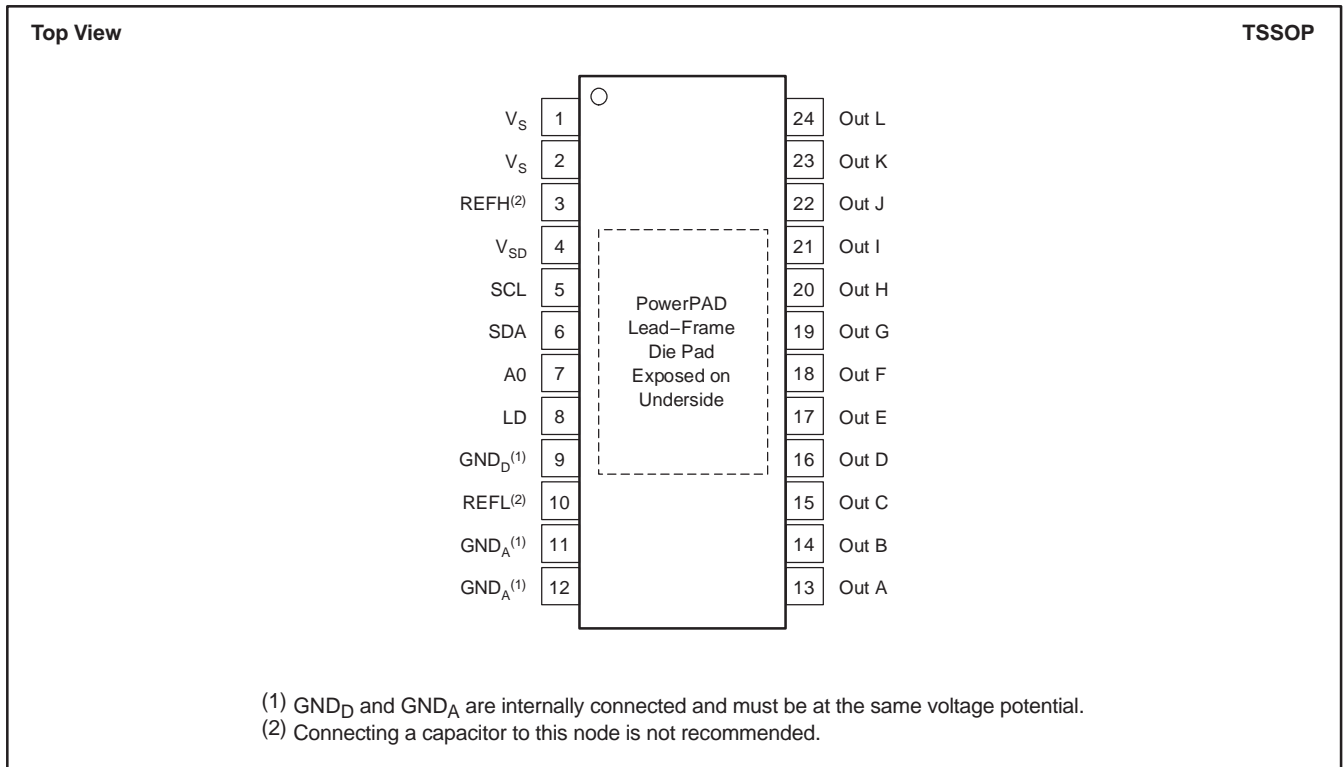 Top View TSSOP
V_S 1 24 Out L
V_S 2 23 Out K
REFH(2) 3 22 Out J
V_SD 4 21 Out I
SCL 5 20 Out H
SDA 6 19 Out G
A0 7 18 Out F
LD 8 17 Out E
GND_D(1) 9 16 Out D
REFL(2) 10 15 Out C
GND_A(1) 11 14 Out B
GND_A(1) 12 13 Out A
PowerPAD
Lead−Frame
Die Pad
Exposed on
Underside
(1) GND_D and GND_A are internally connected and must be at the same voltage potential.
(2) Connecting a capacitor to this node is not recommended.